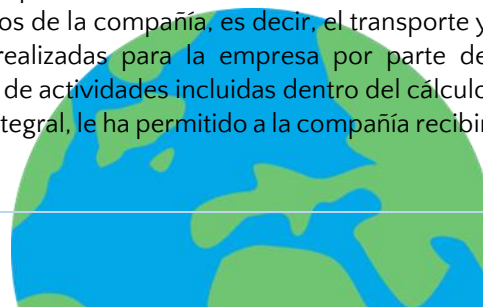 os de la compañía, es decir, el transporte y
realizadas para la empresa por parte de
de actividades incluidas dentro del cálculo
tegral, le ha permitido a la compañía recibir